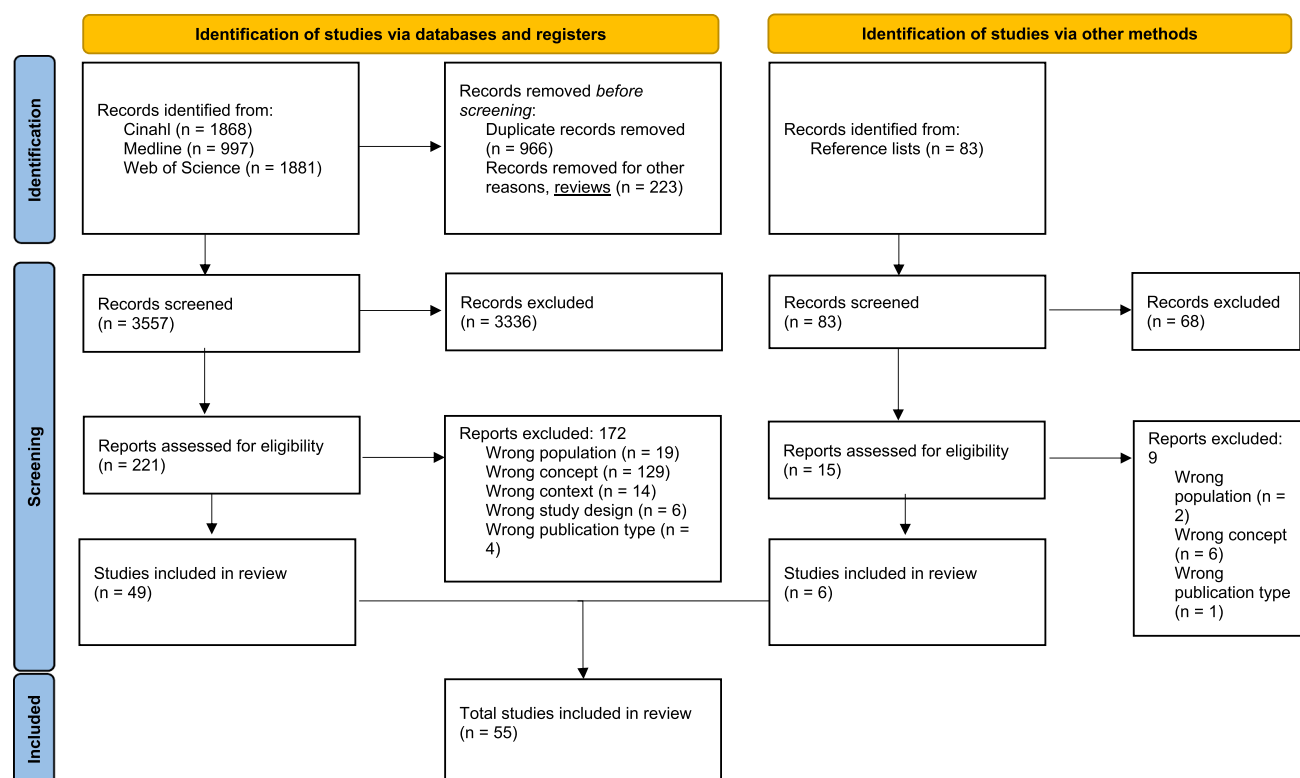 Identification of studies via databases and registers
Identification of studies via other methods
Identification
Records identified from:
Cinahl (n = 1868)
Medline (n = 997)
Web of Science (n = 1881)
Records removed before
screening:
Duplicate records removed
(n = 966)
Records removed for other
reasons, reviews (n = 223)
Records identified from:
Reference lists (n = 83)
Screening
Records screened
(n = 3557)
Records excluded
(n = 3336)
Records screened
(n = 83)
Records excluded
(n = 68)
Reports assessed for eligibility
(n = 221)
Reports excluded: 172
Wrong population (n = 19)
Wrong concept (n = 129)
Wrong context (n = 14)
Wrong study design (n = 6)
Wrong publication type (n =
4)
Reports assessed for eligibility
(n = 15)
Reports excluded:
9
Wrong
population (n =
2)
Wrong concept
(n = 6)
Wrong
publication type
(n = 1)
Studies included in review
(n = 49)
Studies included in review
(n = 6)
Included
Total studies included in review
(n = 55)